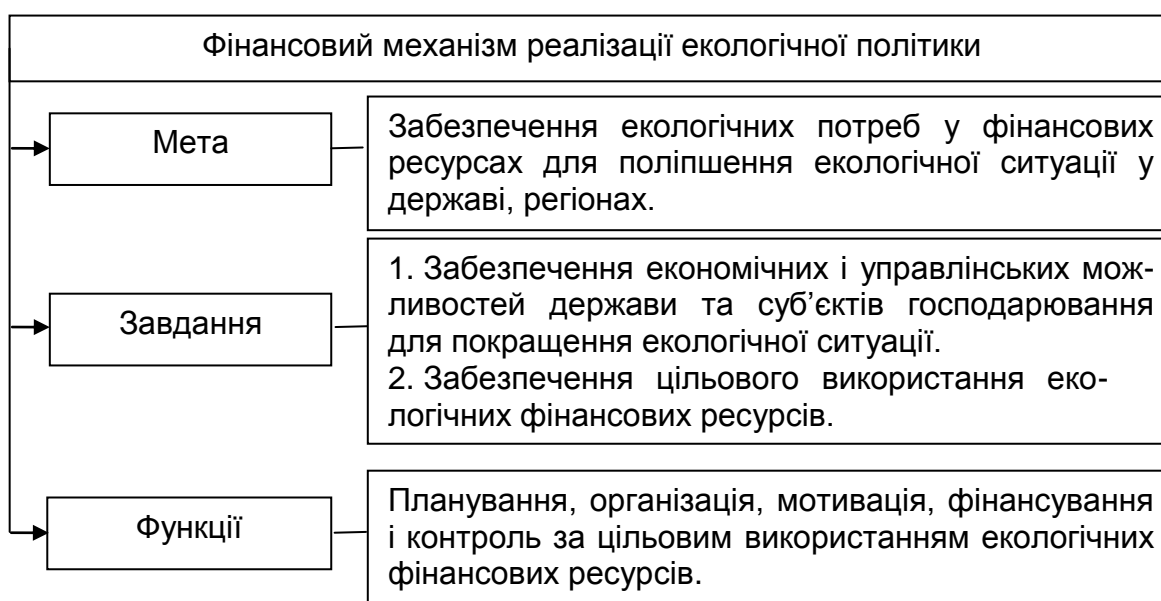 Фінансовий механізм реалізації екологічної політики
Мета
Забезпечення екологічних потреб у фінансових
ресурсах для поліпшення екологічної ситуації у
державі, регіонах.
Завдання
1. Забезпечення економічних і управлінських мож-
ливостей держави та суб’єктів господарювання
для покращення екологічної ситуації.
2. Забезпечення цільового використання еко-
логічних фінансових ресурсів.
Функції
Планування, організація, мотивація, фінансування
і контроль за цільовим використанням екологічних
фінансових ресурсів.